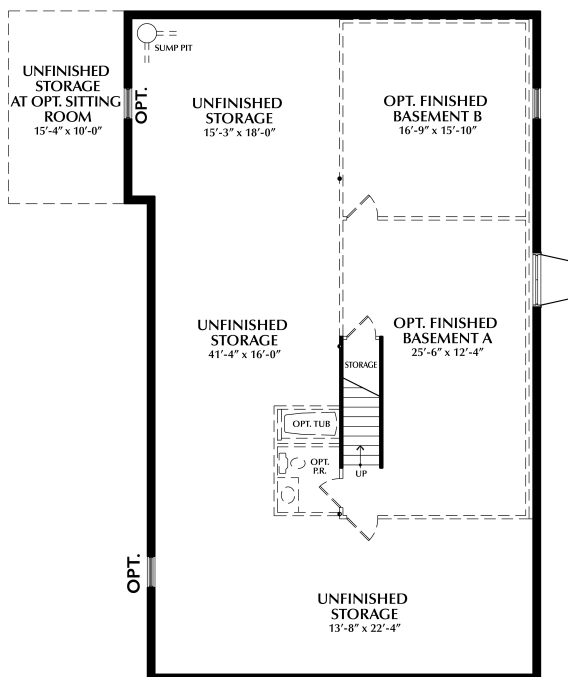 SUMP PIT
UNFINISHED
STORAGE
AT OPT. SITTING
ROOM
15'-4" x 10'-0"
OPT.
UNFINISHED
STORAGE
15'-3" x 18'-0"
OPT. FINISHED
BASEMENT B
16'-9" x 15'-10"
UNFINISHED
STORAGE
41'-4" x 16'-0"
OPT. FINISHED
BASEMENT A
25'-6" x 12'-4"
STORAGE
OPT. TUB
OPT.
P.R.
UP
OPT.
UNFINISHED
STORAGE
13'-8" x 22'-4"